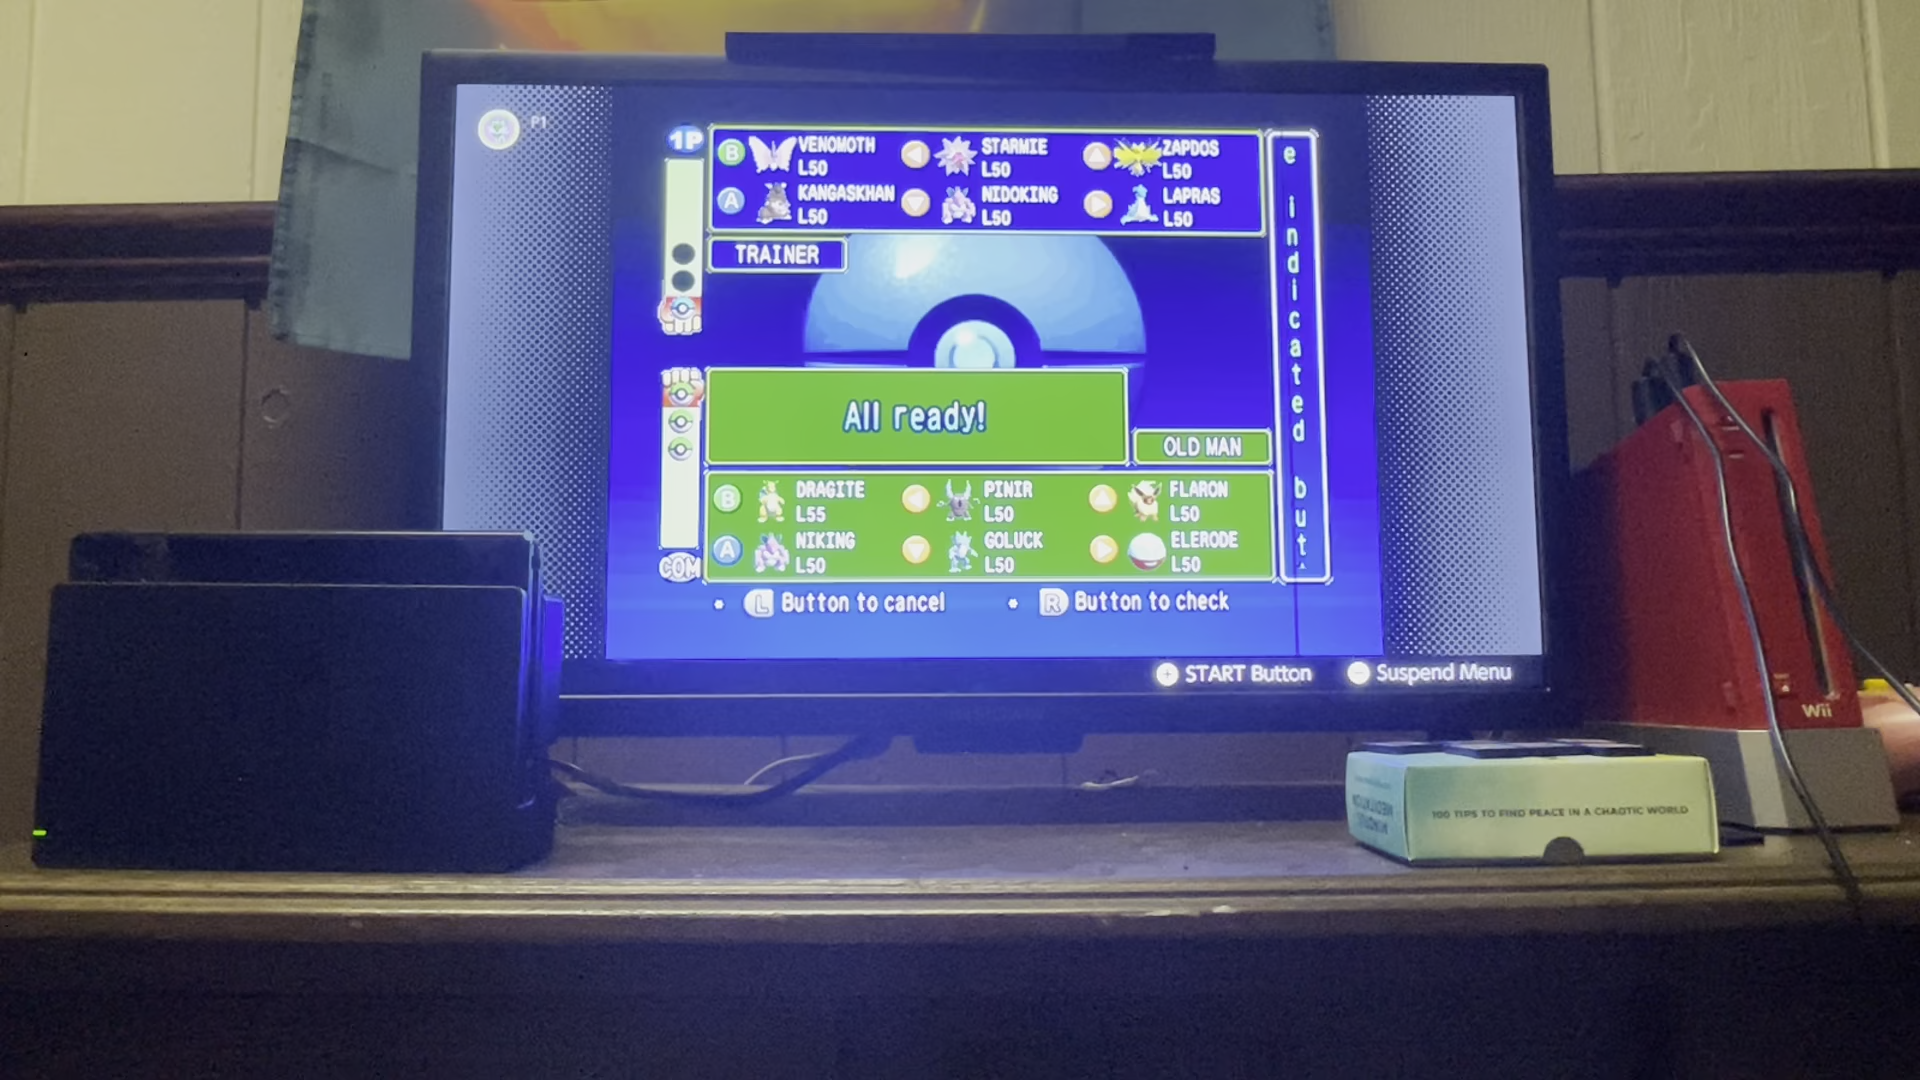 P1
1P
B VENOMOTH L50
STARMIE L50
ZAPDOS L50
A KANGASKHAN L50
NIDOKING L50
LAPRAS L50
TRAINER
e indicated but
All ready!
OLD MAN
B DRAGITE L55
PINIR L50
FLARON L50
A NIKING L50
GOLUCK L50
ELERODE L50
COM
L Button to cancel
R Button to check
START Button
Suspend Menu
Wii
MEDITATION
100 TIPS TO FIND PEACE IN A CHAOTIC WORLD